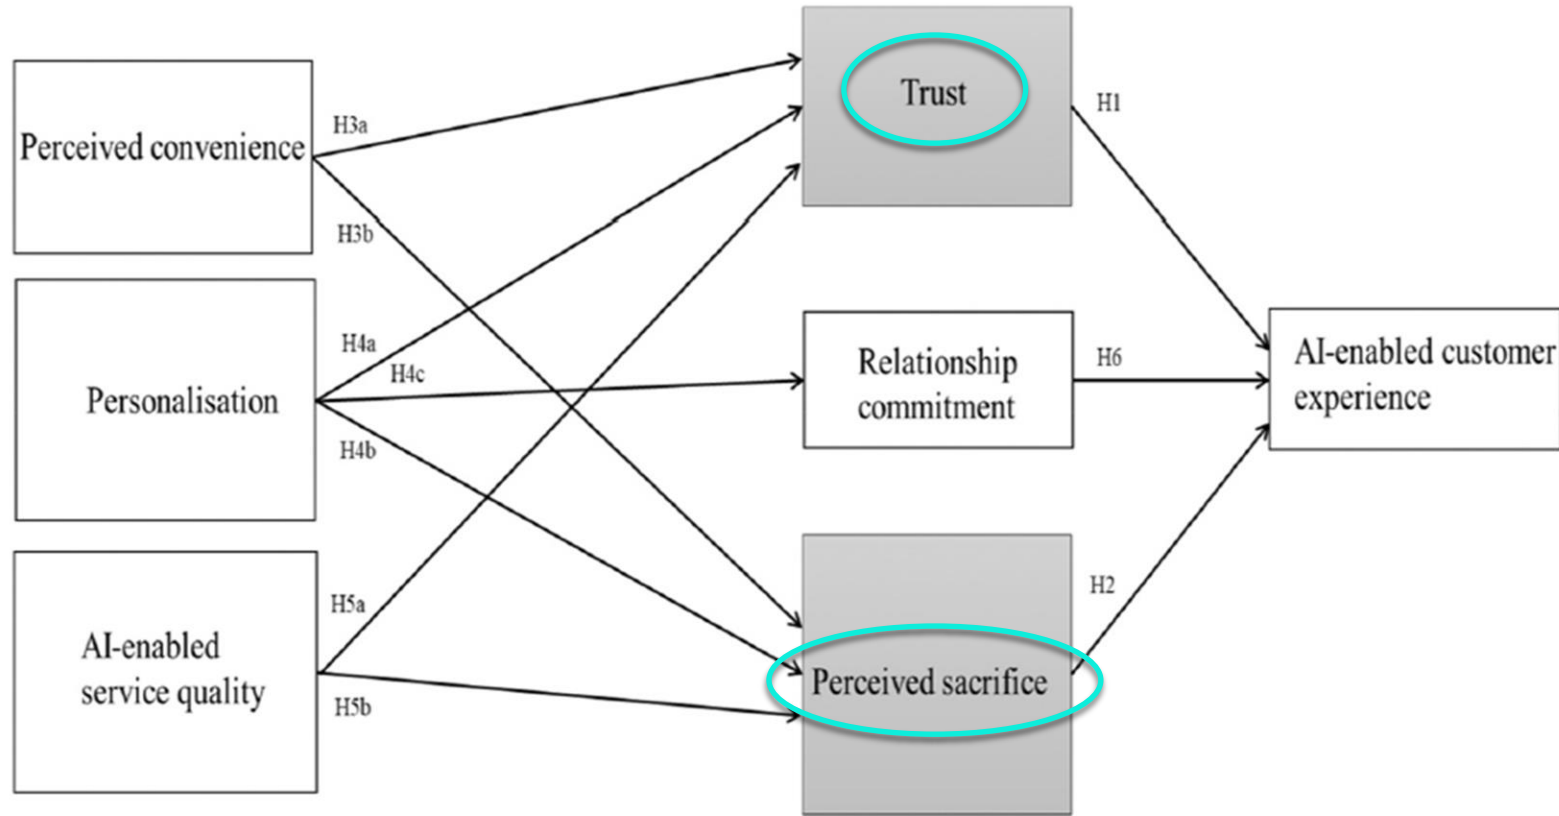 Perceived convenience
Personalisation
AI-enabled
service quality
H3a
H3b
H4a
H4c
H4b
H5a
H5b
Trust
Relationship
commitment
Perceived sacrifice
H1
H6
H2
AI-enabled customer
experience